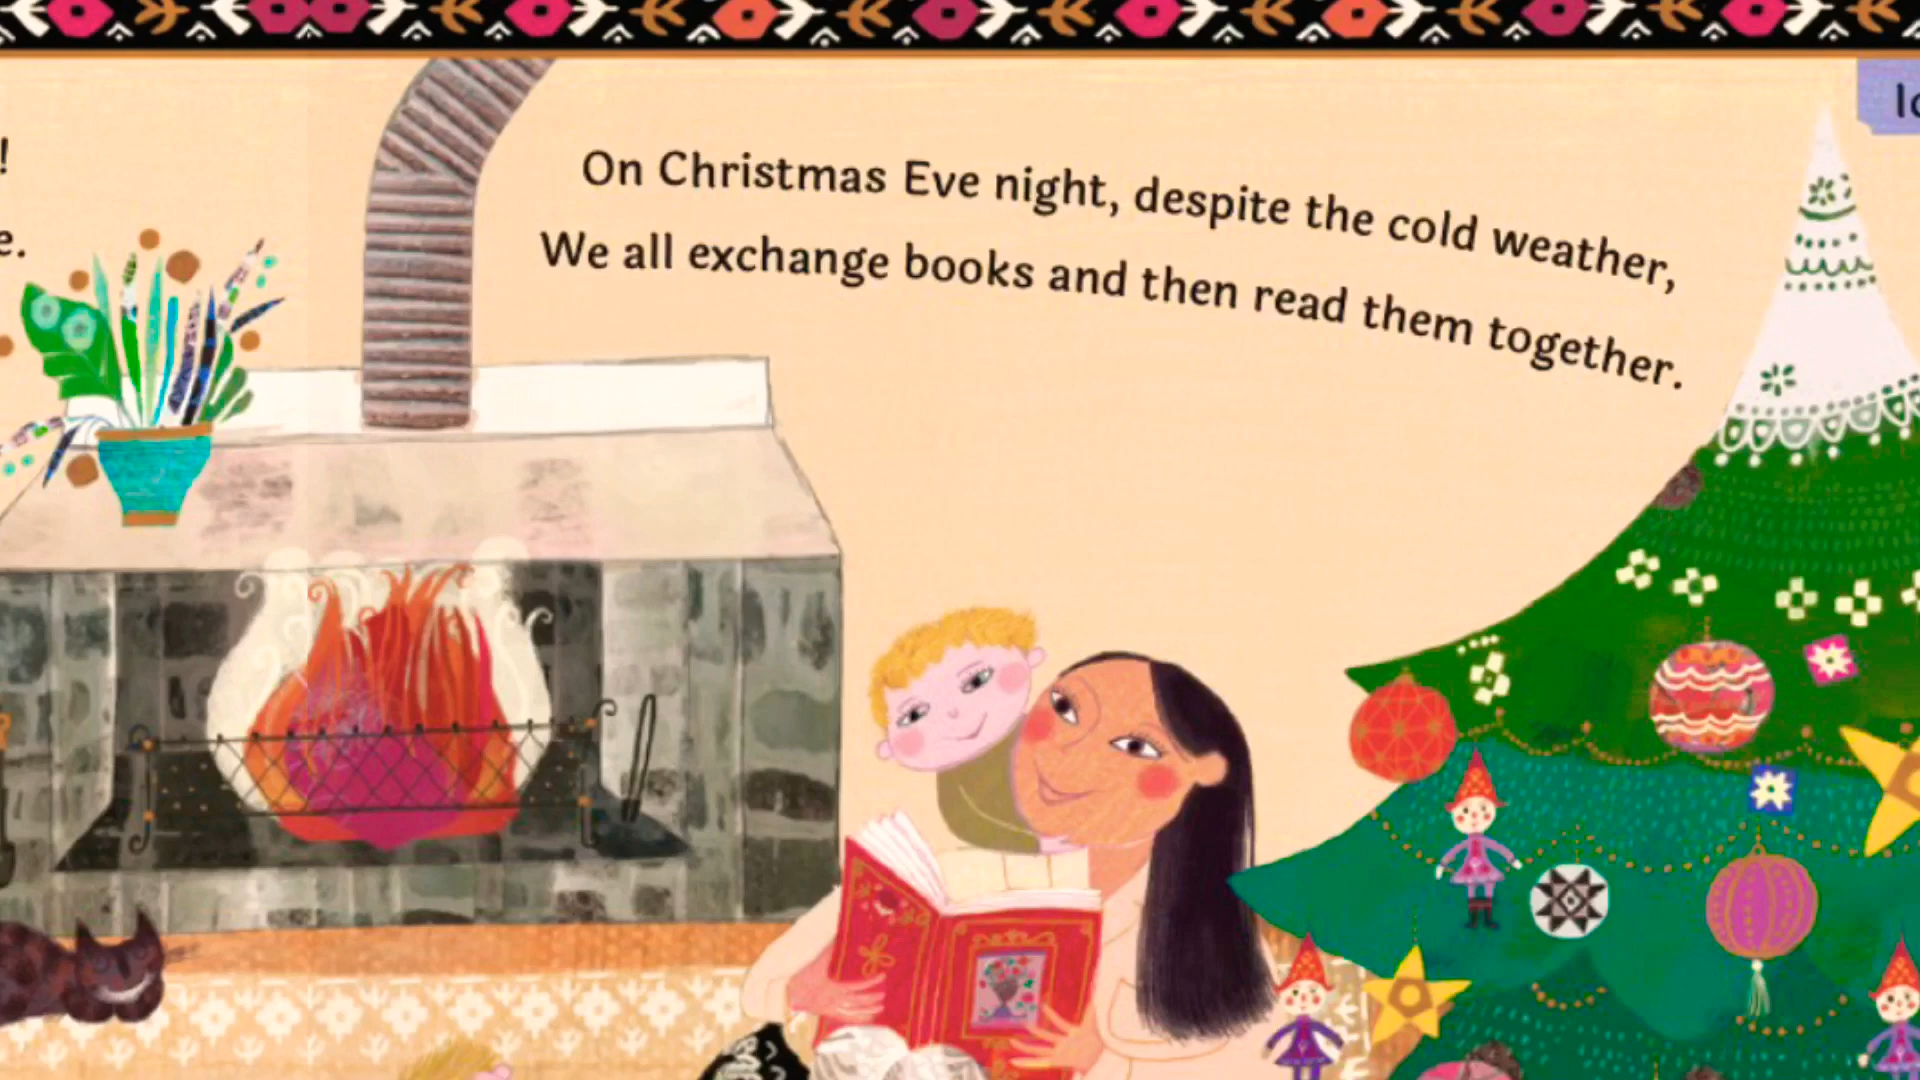 On Christmas Eve night, despite the cold weather,
We all exchange books and then read them together.